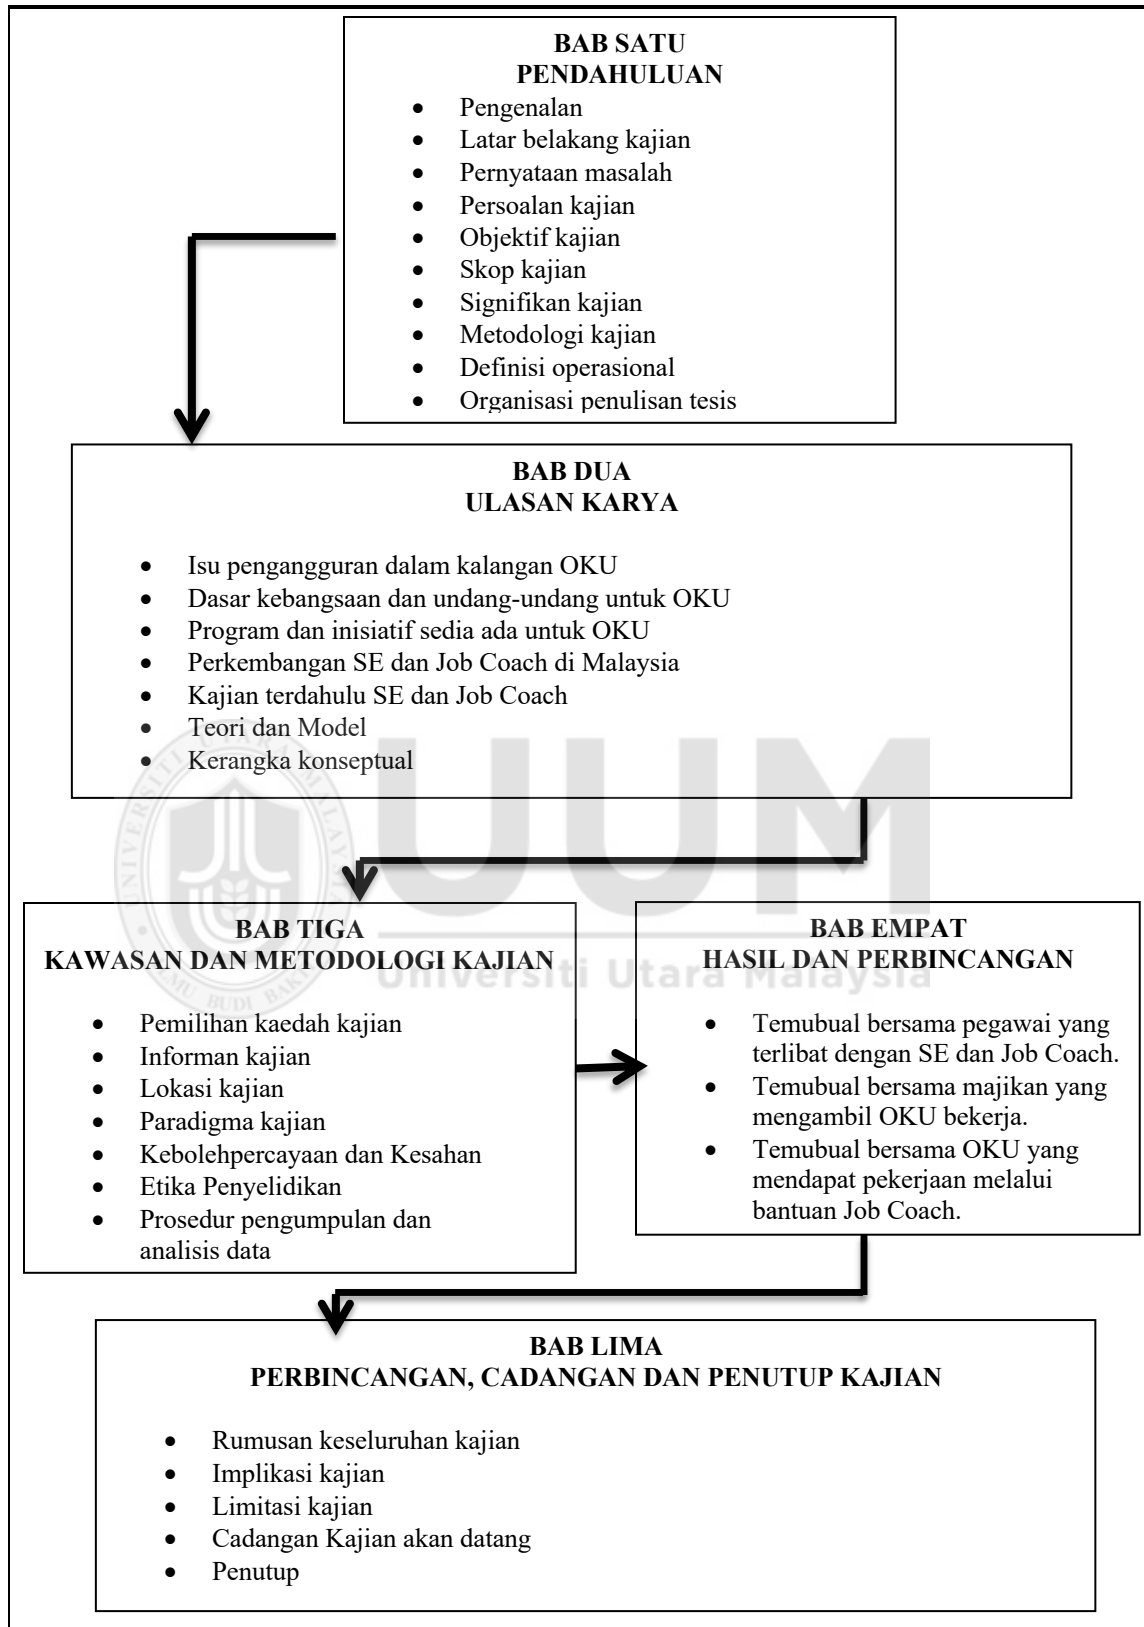 BAB SATU
PENDAHULUAN
• Pengenalan
• Latar belakang kajian
• Pernyataan masalah
• Persoalan kajian
• Objektif kajian
• Skop kajian
• Signifikan kajian
• Metodologi kajian
• Definisi operasional
• Organisasi penulisan tesis
BAB DUA
ULASAN KARYA
• Isu pengangguran dalam kalangan OKU
• Dasar kebangsaan dan undang-undang untuk OKU
• Program dan inisiatif sedia ada untuk OKU
• Perkembangan SE dan Job Coach di Malaysia
• Kajian terdahulu SE dan Job Coach
• Teori dan Model
• Kerangka konseptual
UNIVERSITI UTARA MALAYSIA
ILMU BUDI BAKTI
UUM
Universiti Utara Malaysia
BAB TIGA
KAWASAN DAN METODOLOGI KAJIAN
• Pemilihan kaedah kajian
• Informan kajian
• Lokasi kajian
• Paradigma kajian
• Kebolehpercayaan dan Kesahan
• Etika Penyelidikan
• Prosedur pengumpulan dan
analisis data
BAB EMPAT
HASIL DAN PERBINCANGAN
• Temubual bersama pegawai yang
terlibat dengan SE dan Job Coach.
• Temubual bersama majikan yang
mengambil OKU bekerja.
• Temubual bersama OKU yang
mendapat pekerjaan melalui
bantuan Job Coach.
BAB LIMA
PERBINCANGAN, CADANGAN DAN PENUTUP KAJIAN
• Rumusan keseluruhan kajian
• Implikasi kajian
• Limitasi kajian
• Cadangan Kajian akan datang
• Penutup